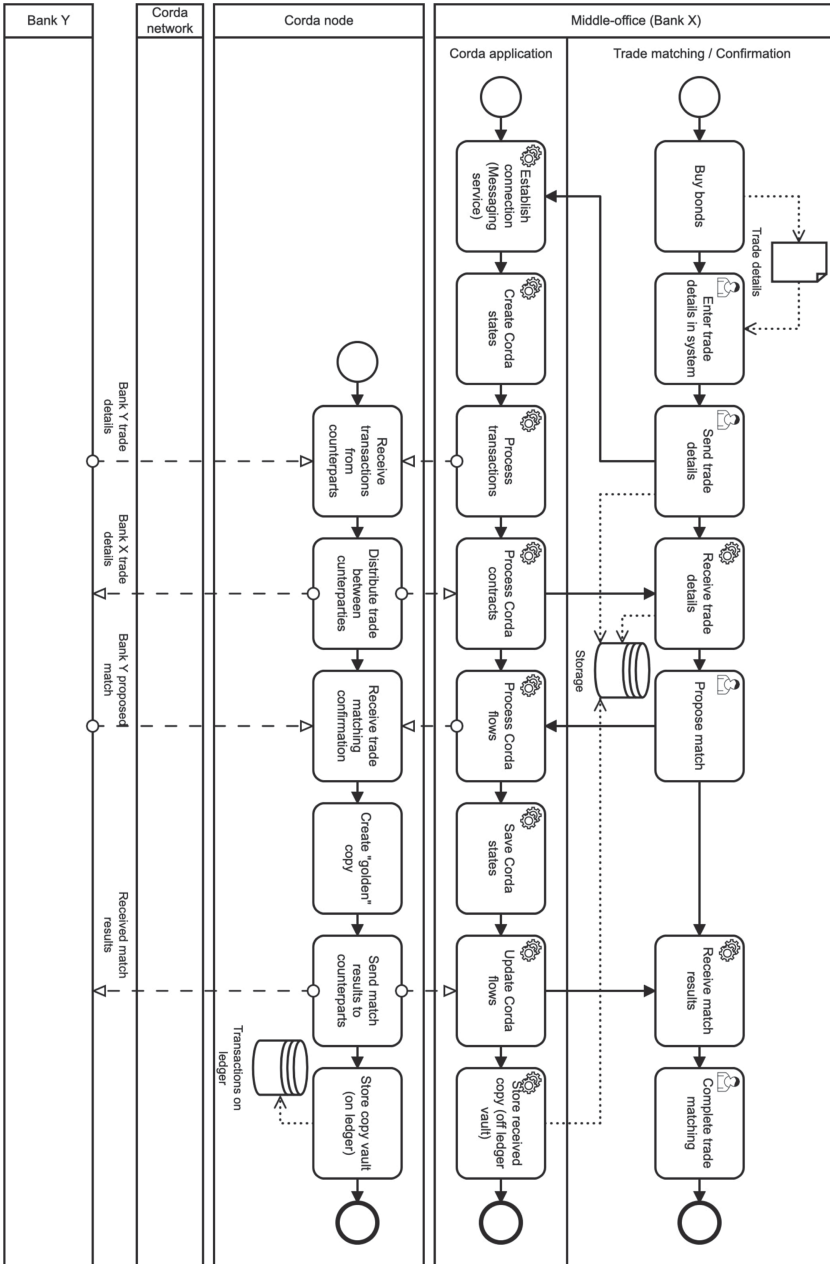 Bank Y
Corda
network
Corda node
Middle-office (Bank X)
Corda application
Trade matching / Confirmation
Buy bonds
Trade details
Enter trade
details in system
Send trade
details
Receive trade
details
Storage
Propose match
Receive match
results
Complete trade
matching
Establish
connection
(Messaging
service)
Create Corda
states
Process
transactions
Process Corda
contracts
Process Corda
flows
Save Corda
states
Update Corda
flows
Store received
copy (off ledger
vault)
Receive
transactions
from
counterparts
Distribute trade
between
cunterparties
Receive trade
matching
confirmation
Create "golden"
copy
Send match
results to
counterparts
Store copy vault
(on ledger)
Transactions on
ledger
Bank Y trade
details
Bank X trade
details
Bank Y proposed
match
Received match
results